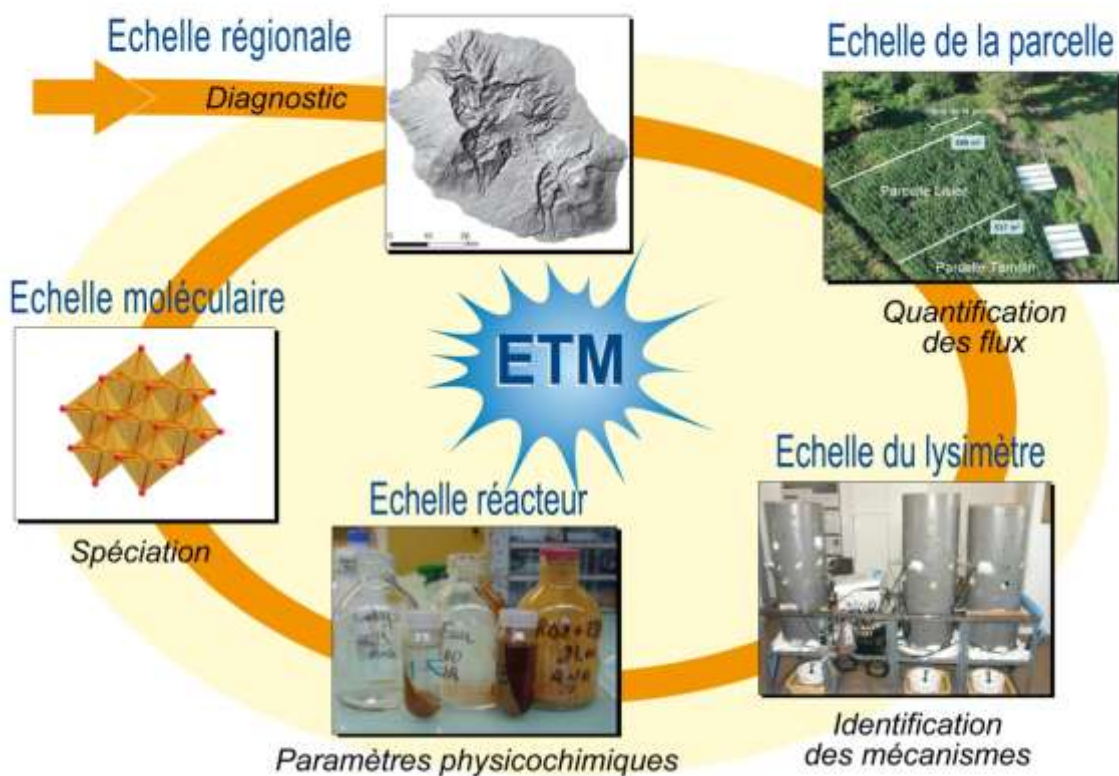 Echelle régionale
Diagnostic
Echelle de la parcelle
Parcelle Lisier
Parcelle Témoin
Quantification
des flux
Echelle moléculaire
Spéciation
ETM
Echelle réacteur
Paramètres physicochimiques
Echelle du lysimètre
Identification
des mécanismes